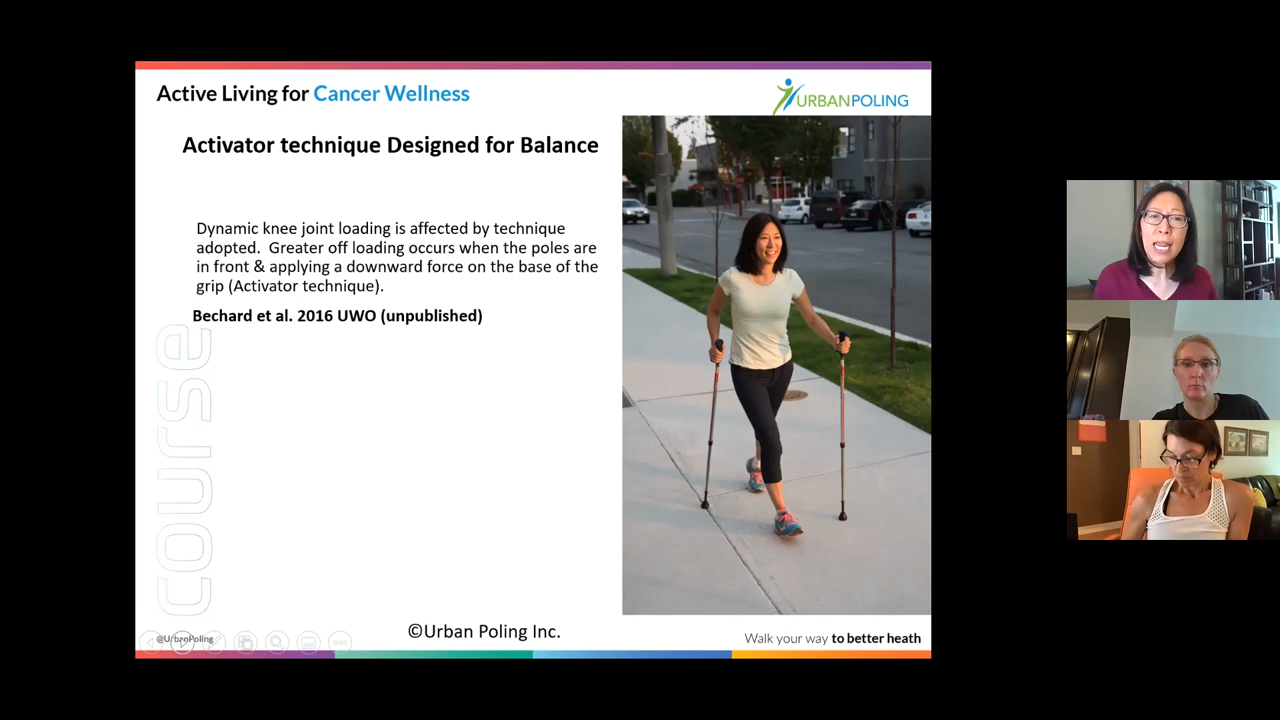 Active Living for Cancer Wellness
URBANPOLING
Activator technique Designed for Balance
Dynamic knee joint loading is affected by technique
adopted. Greater off loading occurs when the poles are
in front & applying a downward force on the base of the
grip (Activator technique).
Bechard et al. 2016 UWO (unpublished)
course
@UrbanPoling
©Urban Poling Inc.
Walk your way to better heath